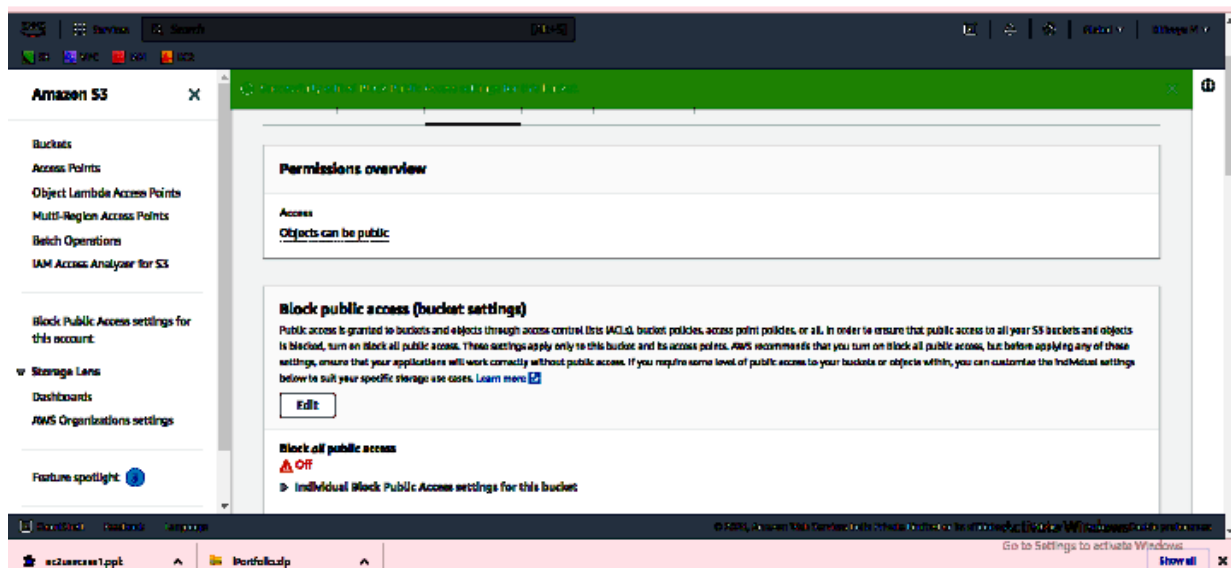 Services
Search
[Alt+S]
Global
S3
EC2
Amazon S3
Buckets
Access Points
Object Lambda Access Points
Multi-Region Access Points
Batch Operations
IAM Access Analyzer for S3
Block Public Access settings for
this account
Storage Lens
Dashboards
AWS Organizations settings
Feature spotlight 3
Permissions overview
Access
Objects can be public
Block public access (bucket settings)
Public access is granted to buckets and objects through access control lists (ACLs), bucket policies, access point policies, or all. In order to ensure that public access to all your S3 buckets and objects
is blocked, turn on Block all public access. These settings apply only to this bucket and its access points. AWS recommends that you turn on Block all public access, but before applying any of these
settings, ensure that your applications will work correctly without public access. If you require some level of public access to your buckets or objects within, you can customize the individual settings
below to suit your specific storage use cases. Learn more
Edit
Block all public access
Off
Individual Block Public Access settings for this bucket
Feedback
Activate Windows
Go to Settings to activate Windows
Portfolio.zip
Show all